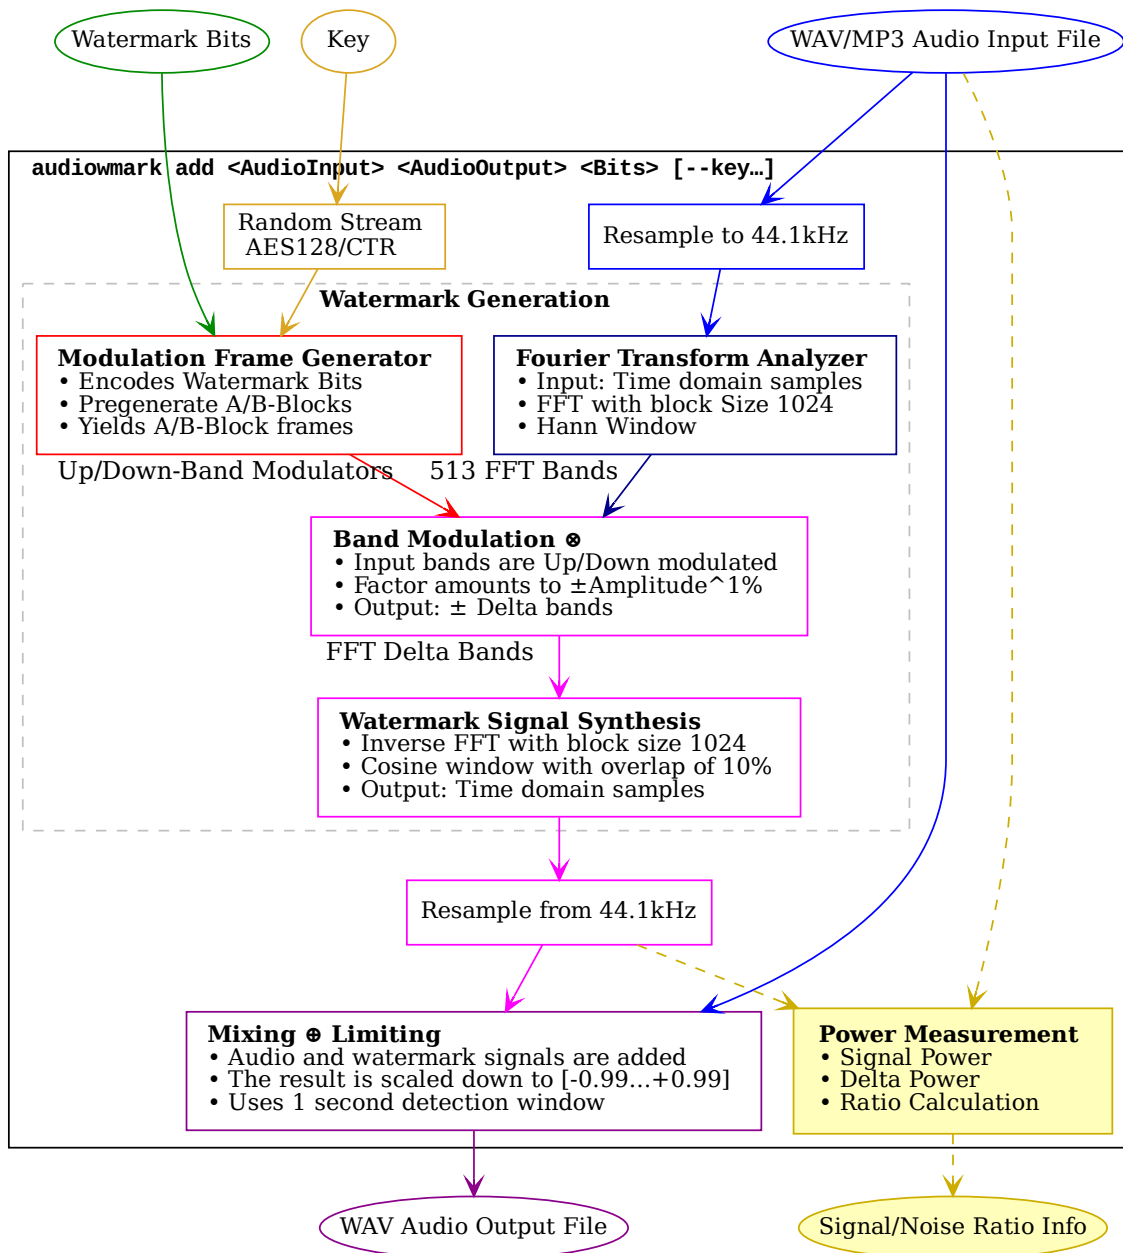 Watermark Bits
Key
WAV/MP3 Audio Input File
audiowmark add <AudioInput> <AudioOutput> <Bits> [--key…]
Random Stream
AES128/CTR
Resample to 44.1kHz
Watermark Generation
Modulation Frame Generator
• Encodes Watermark Bits
• Pregenerate A/B-Blocks
• Yields A/B-Block frames
Fourier Transform Analyzer
• Input: Time domain samples
• FFT with block Size 1024
• Hann Window
Up/Down-Band Modulators
513 FFT Bands
Band Modulation ⊗
• Input bands are Up/Down modulated
• Factor amounts to ±Amplitude^1%
• Output: ± Delta bands
FFT Delta Bands
Watermark Signal Synthesis
• Inverse FFT with block size 1024
• Cosine window with overlap of 10%
• Output: Time domain samples
Resample from 44.1kHz
Mixing ⊕ Limiting
• Audio and watermark signals are added
• The result is scaled down to [-0.99…+0.99]
• Uses 1 second detection window
Power Measurement
• Signal Power
• Delta Power
• Ratio Calculation
WAV Audio Output File
Signal/Noise Ratio Info